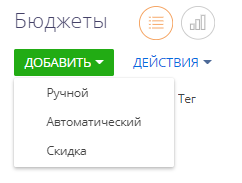 Бюджеты
ДОБАВИТЬ ДЕЙСТВИЯ
Ручной
Тег
Автоматический
Скидка